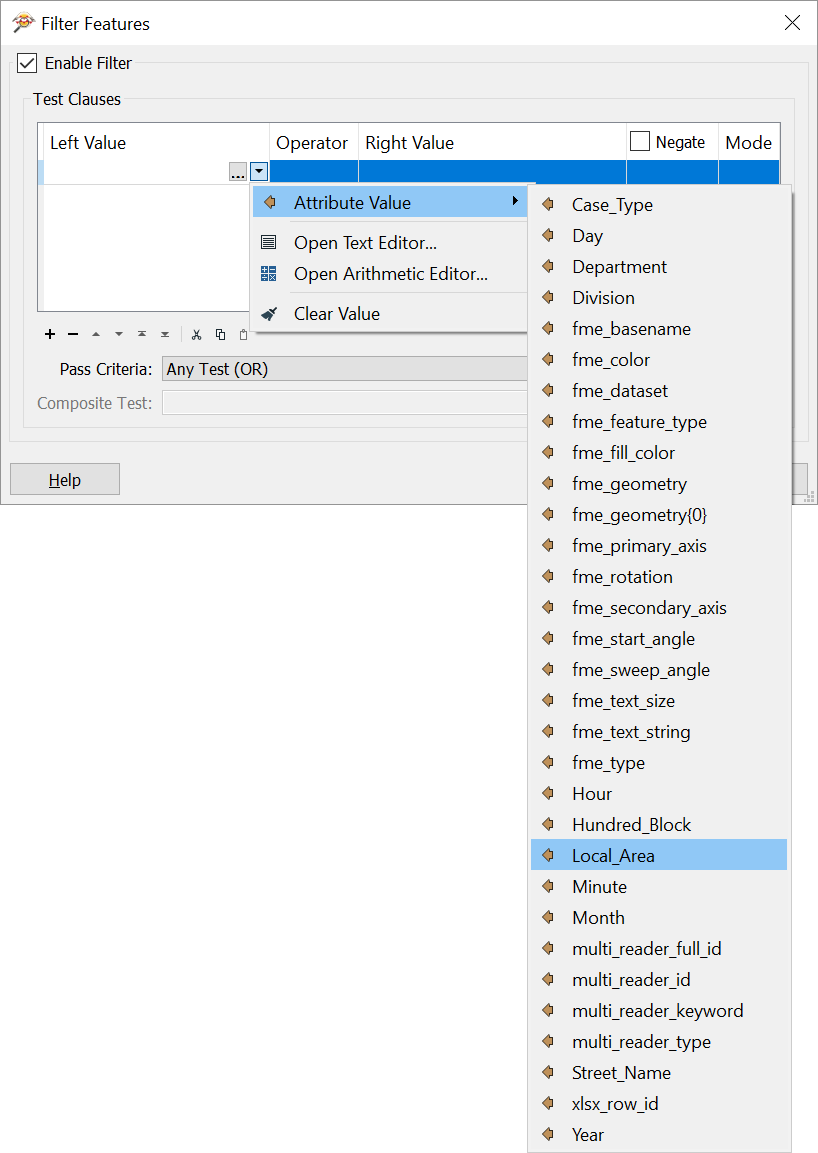 Filter Features
Enable Filter
Test Clauses
Left Value Operator Right Value Negate Mode
...
Attribute Value
Open Text Editor...
Open Arithmetic Editor...
Clear Value
Pass Criteria: Any Test (OR)
Composite Test:
Help
Case_Type
Day
Department
Division
fme_basename
fme_color
fme_dataset
fme_feature_type
fme_fill_color
fme_geometry
fme_geometry{0}
fme_primary_axis
fme_rotation
fme_secondary_axis
fme_start_angle
fme_sweep_angle
fme_text_size
fme_text_string
fme_type
Hour
Hundred_Block
Local_Area
Minute
Month
multi_reader_full_id
multi_reader_id
multi_reader_keyword
multi_reader_type
Street_Name
xlsx_row_id
Year